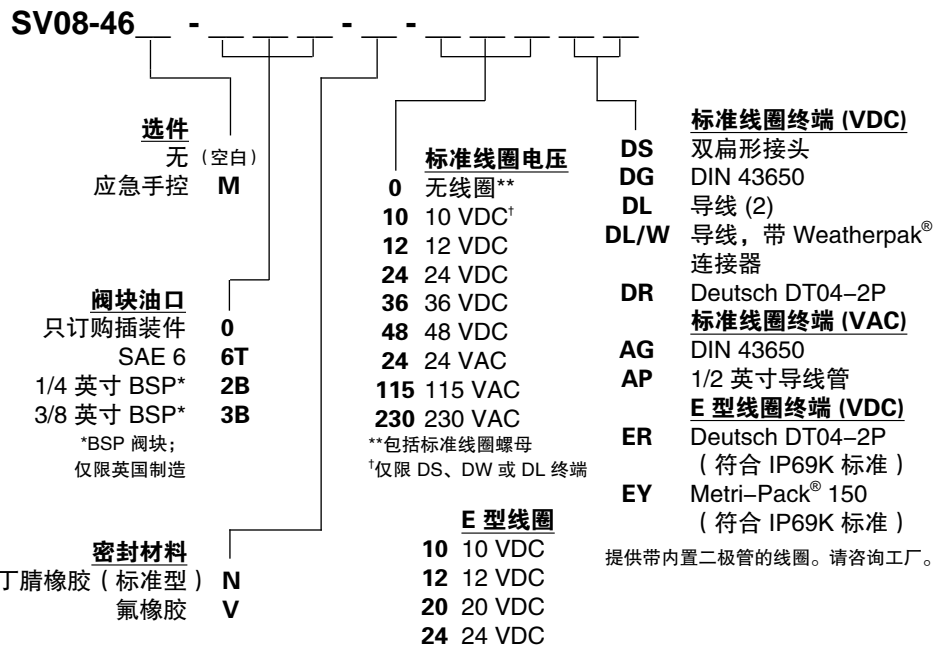 SV08-46__ - __ __ __ - __ - __ __ __ __ __
选件
无 (空白)
应急手控 M
阀块油口
只订购插装件 0
SAE 6 6T
1/4 英寸 BSP* 2B
3/8 英寸 BSP* 3B
*BSP 阀块；
仅限英国制造
密封材料
丁腈橡胶（标准型） N
氟橡胶 V
标准线圈电压
0 无线圈**
10 10 VDC†
12 12 VDC
24 24 VDC
36 36 VDC
48 48 VDC
24 24 VAC
115 115 VAC
230 230 VAC
**包括标准线圈螺母
†仅限 DS、DW 或 DL 终端
E 型线圈
10 10 VDC
12 12 VDC
20 20 VDC
24 24 VDC
标准线圈终端 (VDC)
DS 双扁形接头
DG DIN 43650
DL 导线 (2)
DL/W 导线，带 Weatherpak®
连接器
DR Deutsch DT04–2P
标准线圈终端 (VAC)
AG DIN 43650
AP 1/2 英寸导线管
E 型线圈终端 (VDC)
ER Deutsch DT04–2P
（符合 IP69K 标准）
EY Metri–Pack® 150
（符合 IP69K 标准）
提供带内置二极管的线圈。请咨询工厂。